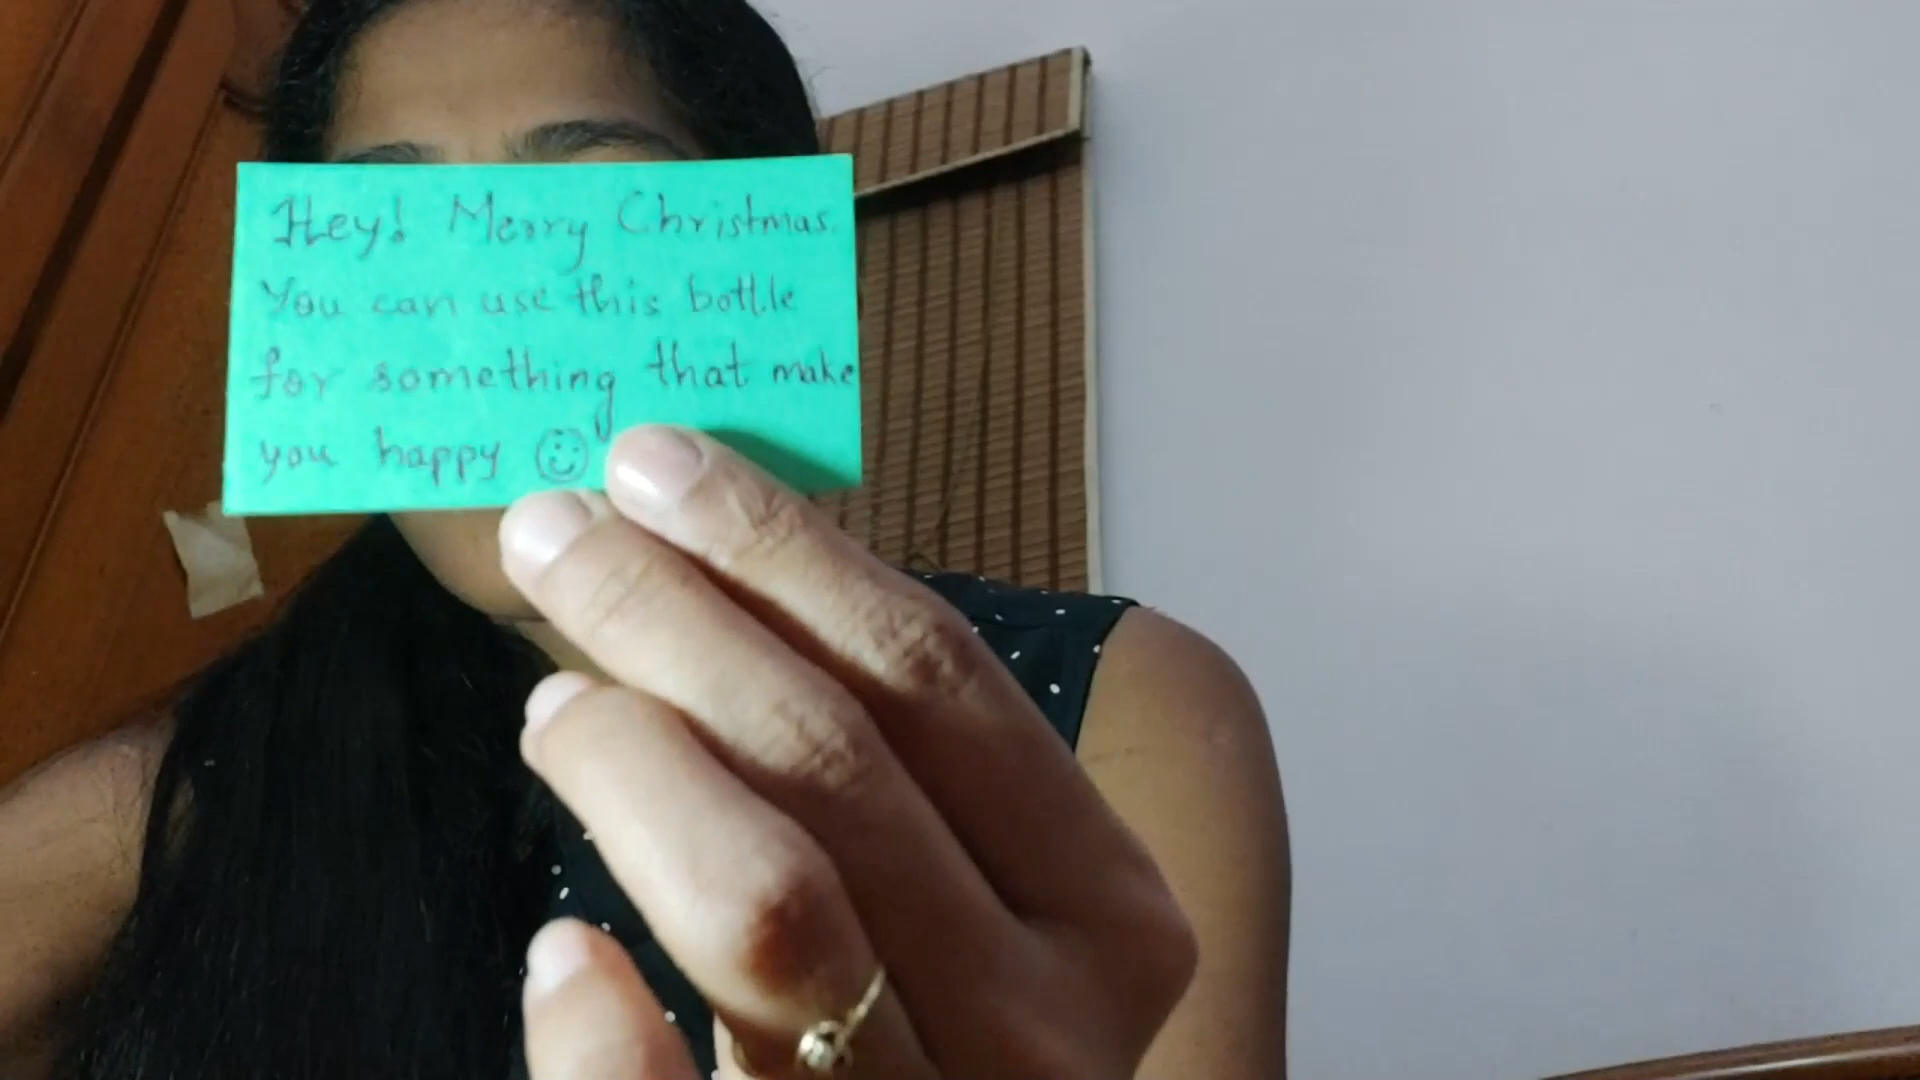 Hey! Merry Christmas.
You can use this bottle
for something that make
you happy ☺